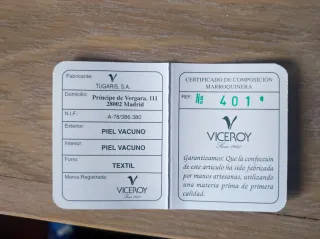 Fabricante:
TUGARIS, S.A.
Domicilio:
Príncipe de Vergara, 111
28002 Madrid
N.I.F.
A-78/386.380
Exterior:
PIEL VACUNO
Interior:
PIEL VACUNO
Forro:
TEXTIL
Marca Registrada
VICEROY
CERTIFICADO DE COMPOSICIÓN
MARROQUINERA
REF. Nº 401
VICEROY
Garantizamos: Que la confección
de este artículo ha sido fabricada
por manos artesanas, utilizando
una materia prima de primera
calidad.